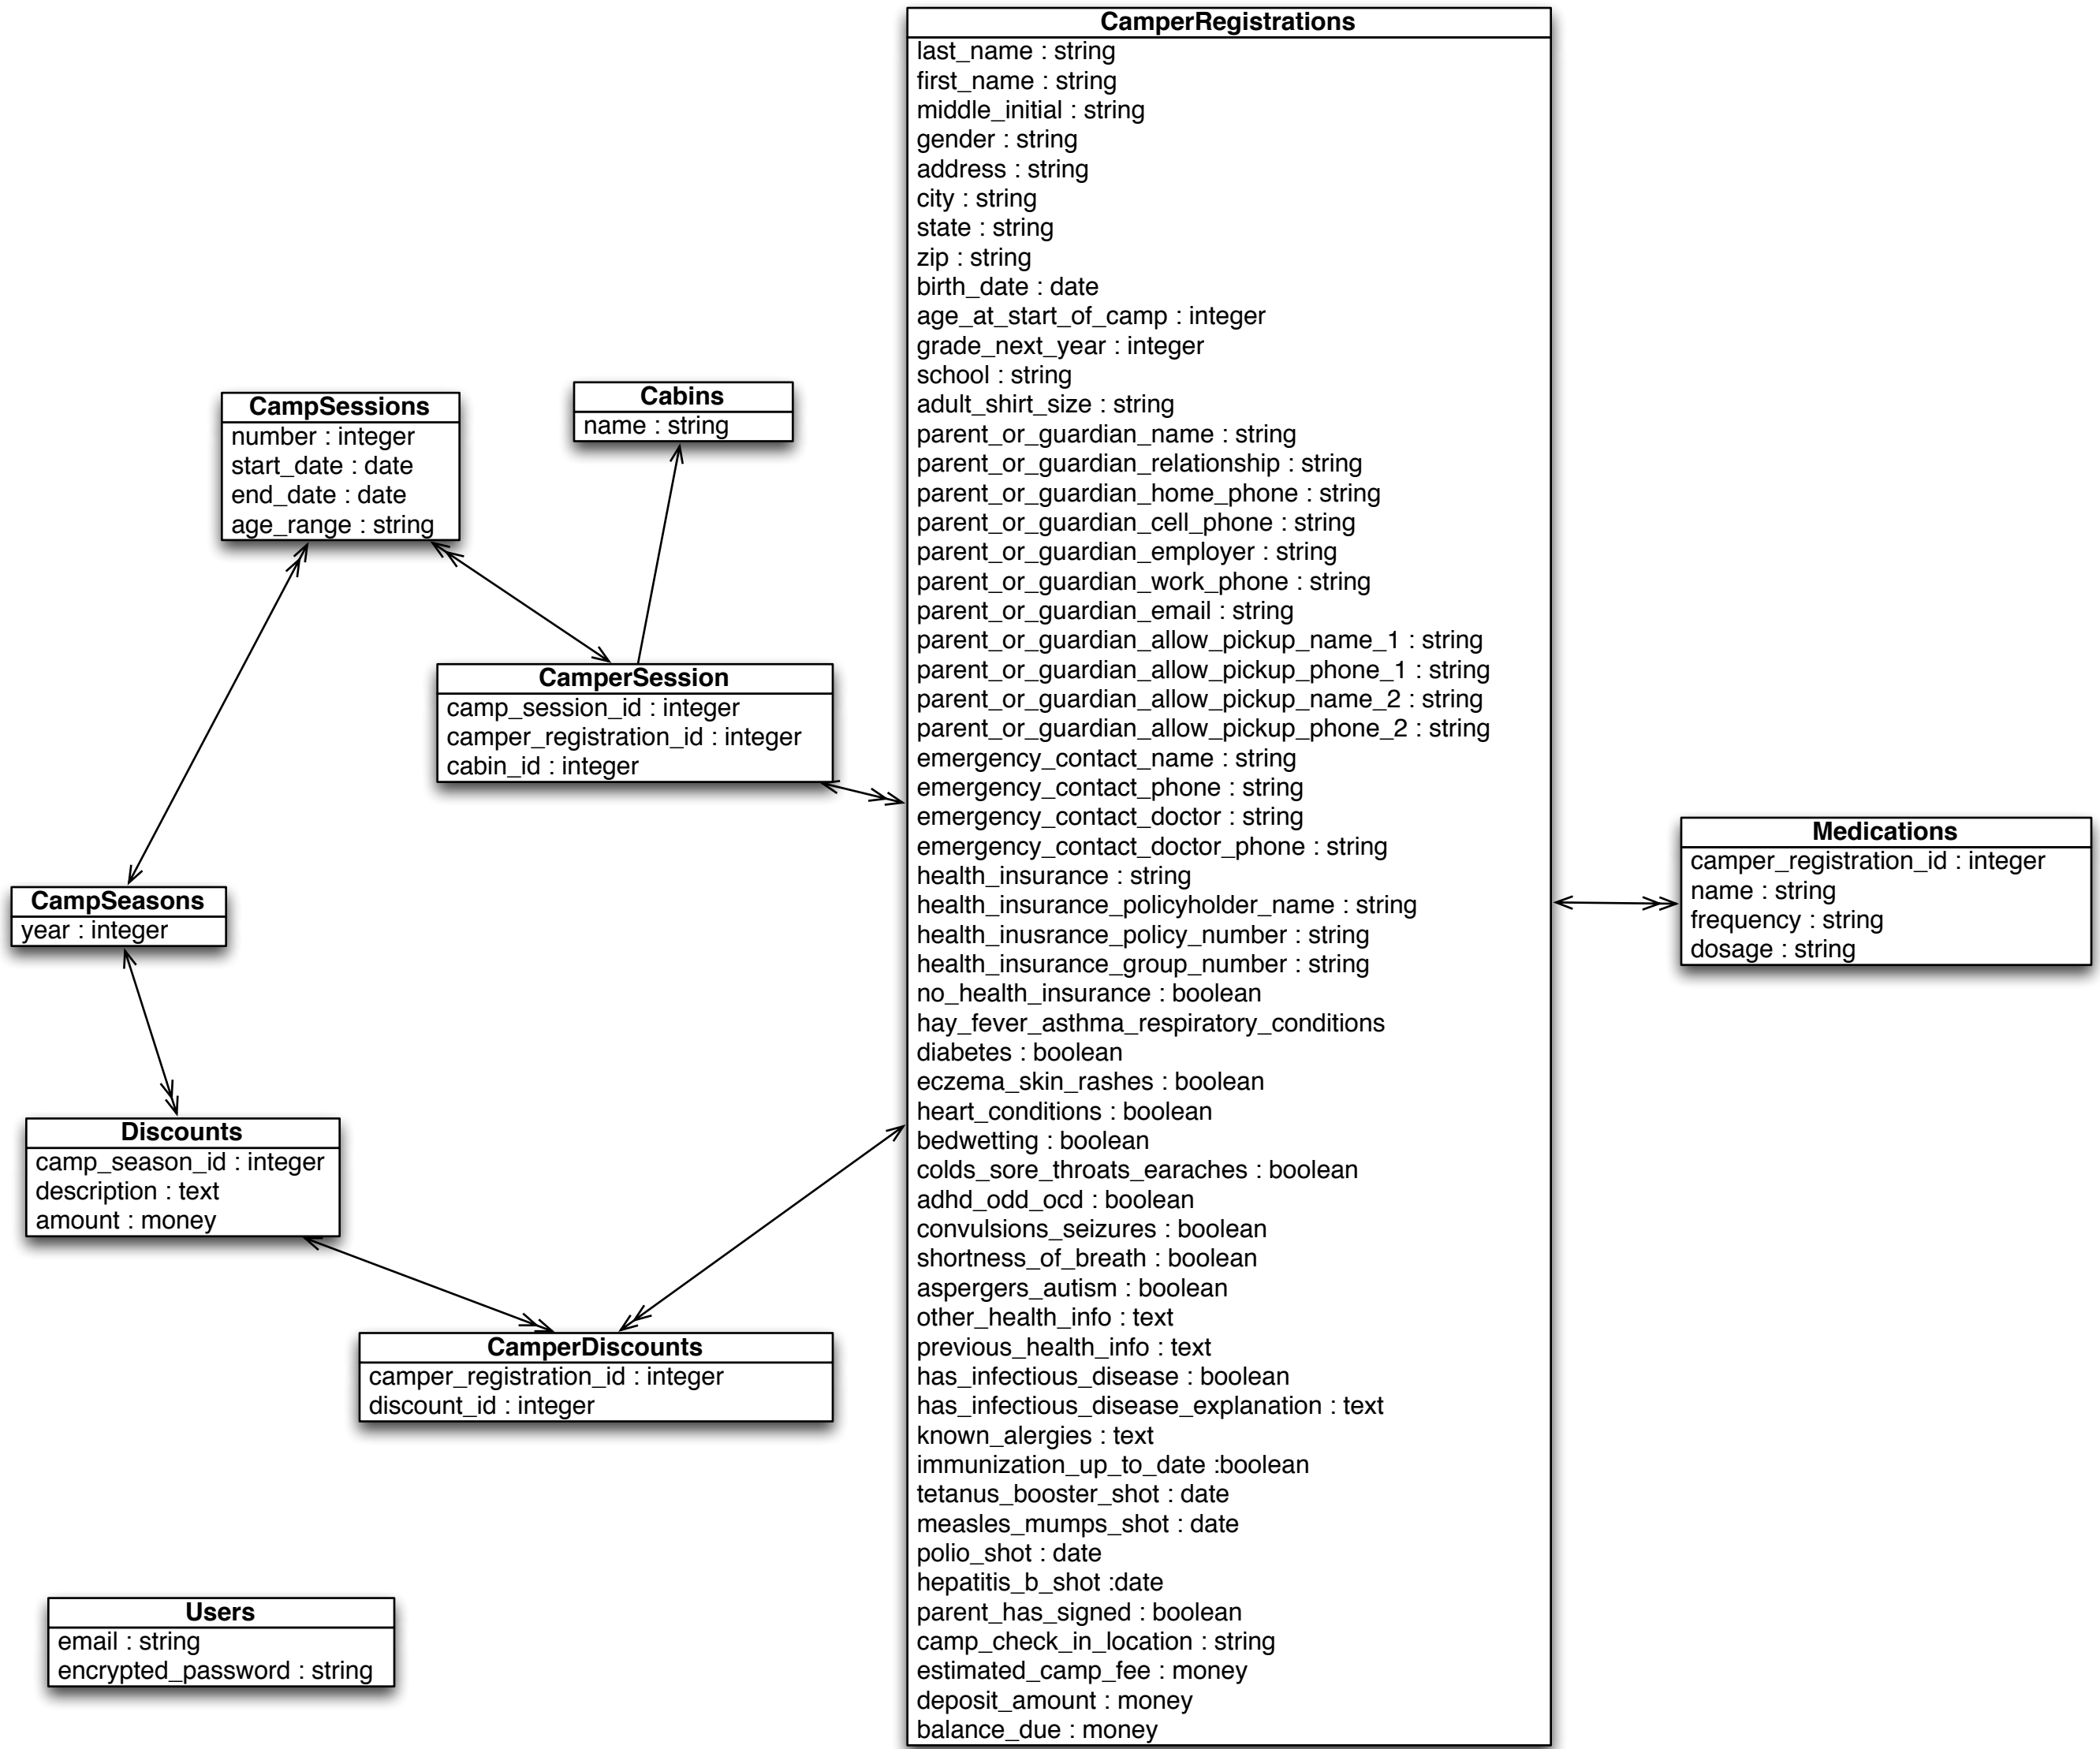 CamperRegistrations
last_name : string
first_name : string
middle_initial : string
gender : string
address : string
city : string
state : string
zip : string
birth_date : date
age_at_start_of_camp : integer
grade_next_year : integer
school : string
adult_shirt_size : string
parent_or_guardian_name : string
parent_or_guardian_relationship : string
parent_or_guardian_home_phone : string
parent_or_guardian_cell_phone : string
parent_or_guardian_employer : string
parent_or_guardian_work_phone : string
parent_or_guardian_email : string
parent_or_guardian_allow_pickup_name_1 : string
parent_or_guardian_allow_pickup_phone_1 : string
parent_or_guardian_allow_pickup_name_2 : string
parent_or_guardian_allow_pickup_phone_2 : string
emergency_contact_name : string
emergency_contact_phone : string
emergency_contact_doctor : string
emergency_contact_doctor_phone : string
health_insurance : string
health_insurance_policyholder_name : string
health_inusrance_policy_number : string
health_insurance_group_number : string
no_health_insurance : boolean
hay_fever_asthma_respiratory_conditions
diabetes : boolean
eczema_skin_rashes : boolean
heart_conditions : boolean
bedwetting : boolean
colds_sore_throats_earaches : boolean
adhd_odd_ocd : boolean
convulsions_seizures : boolean
shortness_of_breath : boolean
aspergers_autism : boolean
other_health_info : text
previous_health_info : text
has_infectious_disease : boolean
has_infectious_disease_explanation : text
known_alergies : text
immunization_up_to_date :boolean
tetanus_booster_shot : date
measles_mumps_shot : date
polio_shot : date
hepatitis_b_shot :date
parent_has_signed : boolean
camp_check_in_location : string
estimated_camp_fee : money
deposit_amount : money
balance_due : money
CampSessions
number : integer
start_date : date
end_date : date
age_range : string
Cabins
name : string
CamperSession
camp_session_id : integer
camper_registration_id : integer
cabin_id : integer
Medications
camper_registration_id : integer
name : string
frequency : string
dosage : string
CampSeasons
year : integer
Discounts
camp_season_id : integer
description : text
amount : money
CamperDiscounts
camper_registration_id : integer
discount_id : integer
Users
email : string
encrypted_password : string